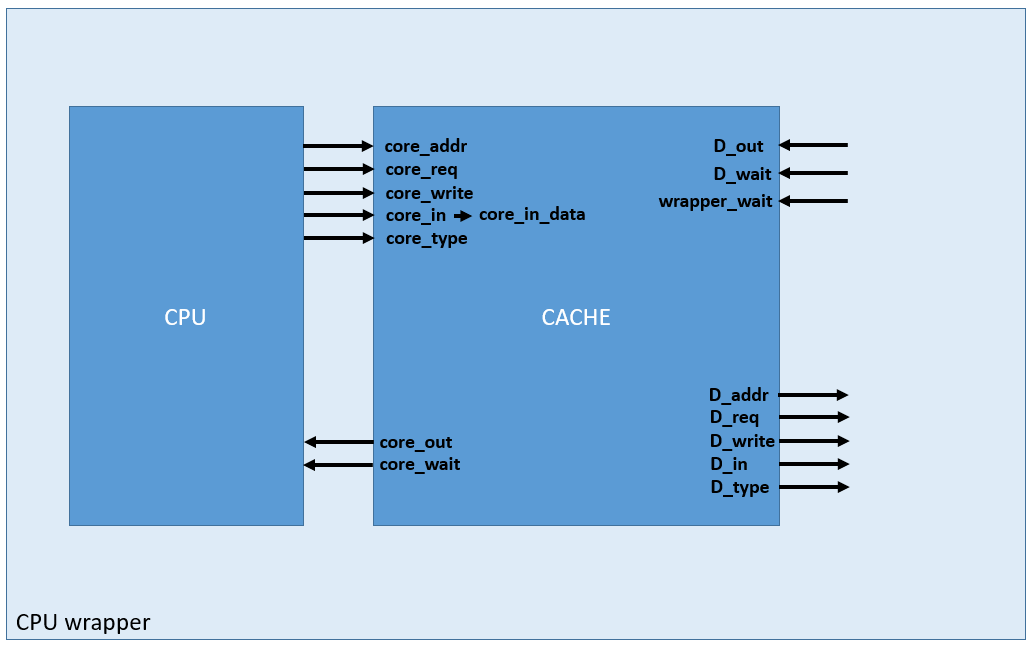 core_addr
D_out
core_req
D_wait
core_write
wrapper_wait
core_in
core_in_data
core_type
CPU
CACHE
D_addr
D_req
core_out
D_write
core_wait
D_in
D_type
CPU wrapper